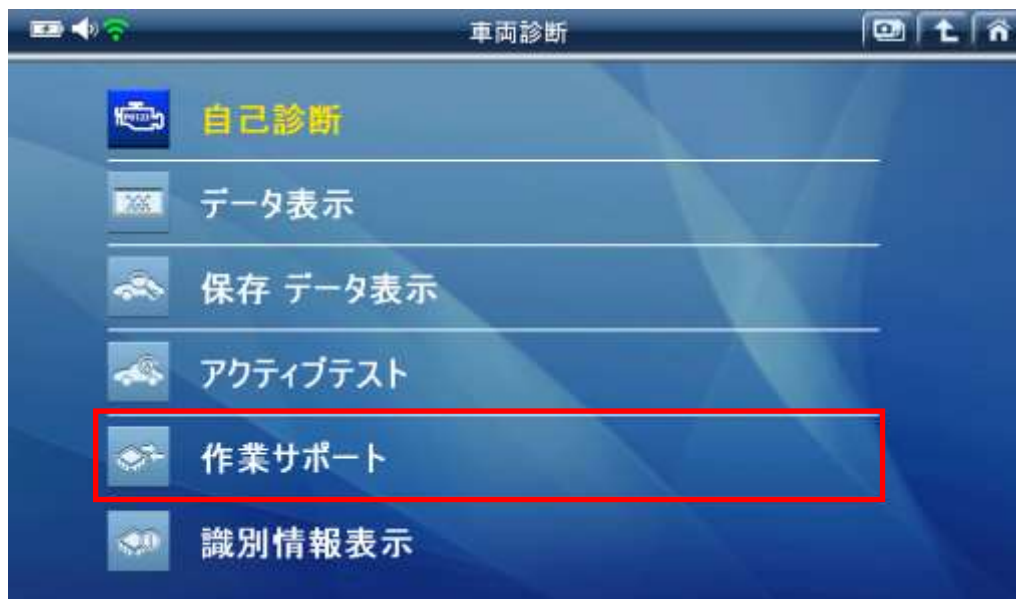 車両診断
自己診断
データ表示
保存 データ表示
アクティブテスト
作業サポート
識別情報表示